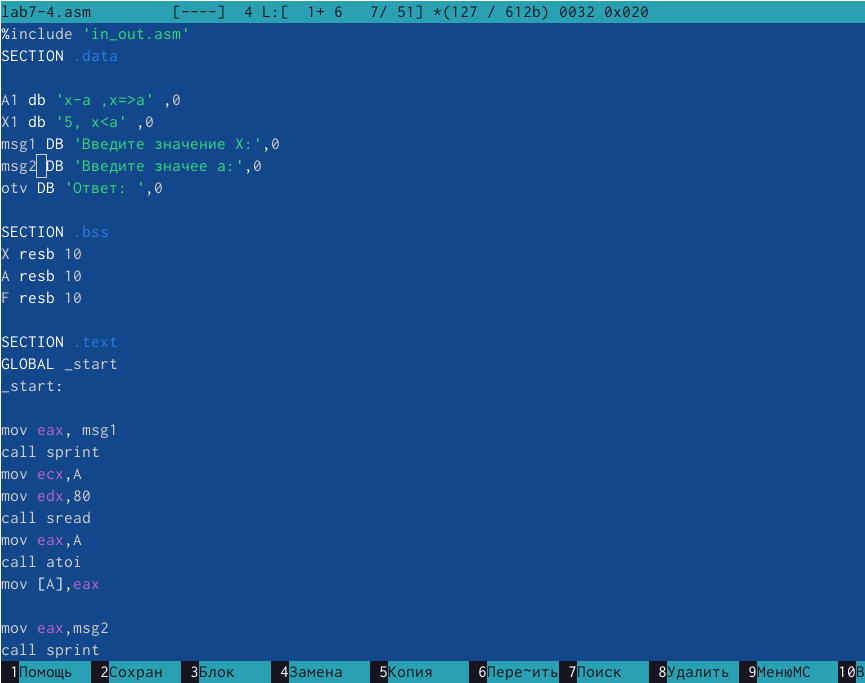 lab7-4.asm [----] 4 L:[ 1+ 6 7/ 51] *(127 / 612b) 0032 0x020
%include 'in_out.asm'
SECTION .data
A1 db 'x-a ,x=>a' ,0
X1 db '5, x<a' ,0
msg1 DB 'Введите значение X:',0
msg2 DB 'Введите значее a:',0
otv DB 'Ответ: ',0
SECTION .bss
X resb 10
A resb 10
F resb 10
SECTION .text
GLOBAL _start
_start:
mov eax, msg1
call sprint
mov ecx,A
mov edx,80
call sread
mov eax,A
call atoi
mov [A],eax
mov eax,msg2
call sprint
1Помощь 2Сохран 3Блок 4Замена 5Копия 6Пере~ить 7Поиск 8Удалить 9МенюMC 10В